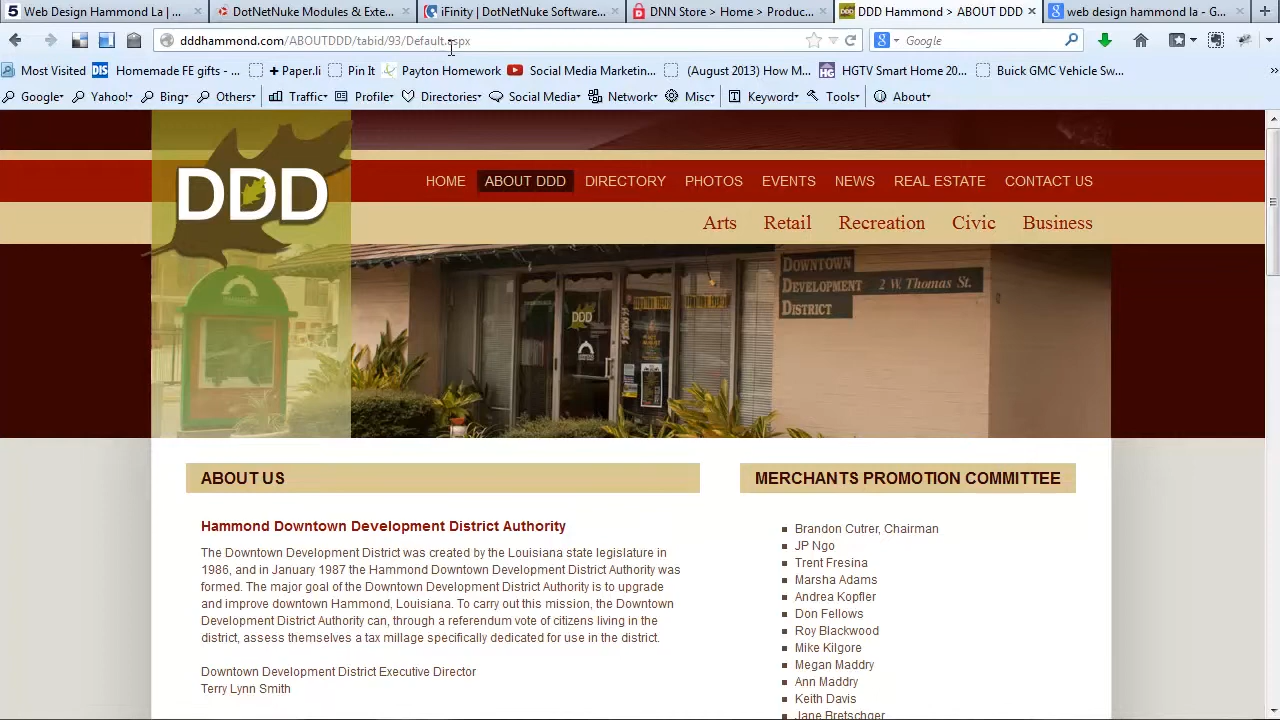 Web Design Hammond La | ...
DotNetNuke Modules & Exte...
iFinity | DotNetNuke Software...
DNN Store > Home > Produc...
DDD Hammond > ABOUT DDD
web design hammond la - G...
dddhammond.com/ABOUTDDD/tabid/93/Default.aspx
Google
Most Visited
DIS Homemade FE gifts - ...
+ Paper.li
Pin It
Payton Homework
Social Media Marketin...
(August 2013) How M...
HG HGTV Smart Home 20...
Buick GMC Vehicle Sw...
Google
Yahoo!
Bing
Others
Traffic
Profile
Directories
Social Media
Network
Misc
Keyword
Tools
About
DDD
HOME
ABOUT DDD
DIRECTORY
PHOTOS
EVENTS
NEWS
REAL ESTATE
CONTACT US
Arts
Retail
Recreation
Civic
Business
DOWNTOWN
DEVELOPMENT 2 W. THOMAS ST.
DISTRICT
DDD
ABOUT US
Hammond Downtown Development District Authority
The Downtown Development District was created by the Louisiana state legislature in
1986, and in January 1987 the Hammond Downtown Development District Authority was
formed. The major goal of the Downtown Development District Authority is to upgrade
and improve downtown Hammond, Louisiana. To carry out this mission, the Downtown
Development District Authority can, through a referendum vote of citizens living in the
district, assess themselves a tax millage specifically dedicated for use in the district.
Downtown Development District Executive Director
Terry Lynn Smith
MERCHANTS PROMOTION COMMITTEE
Brandon Cutrer, Chairman
JP Ngo
Trent Fresina
Marsha Adams
Andrea Kopfler
Don Fellows
Roy Blackwood
Mike Kilgore
Megan Maddry
Ann Maddry
Keith Davis
Jane Bretschger